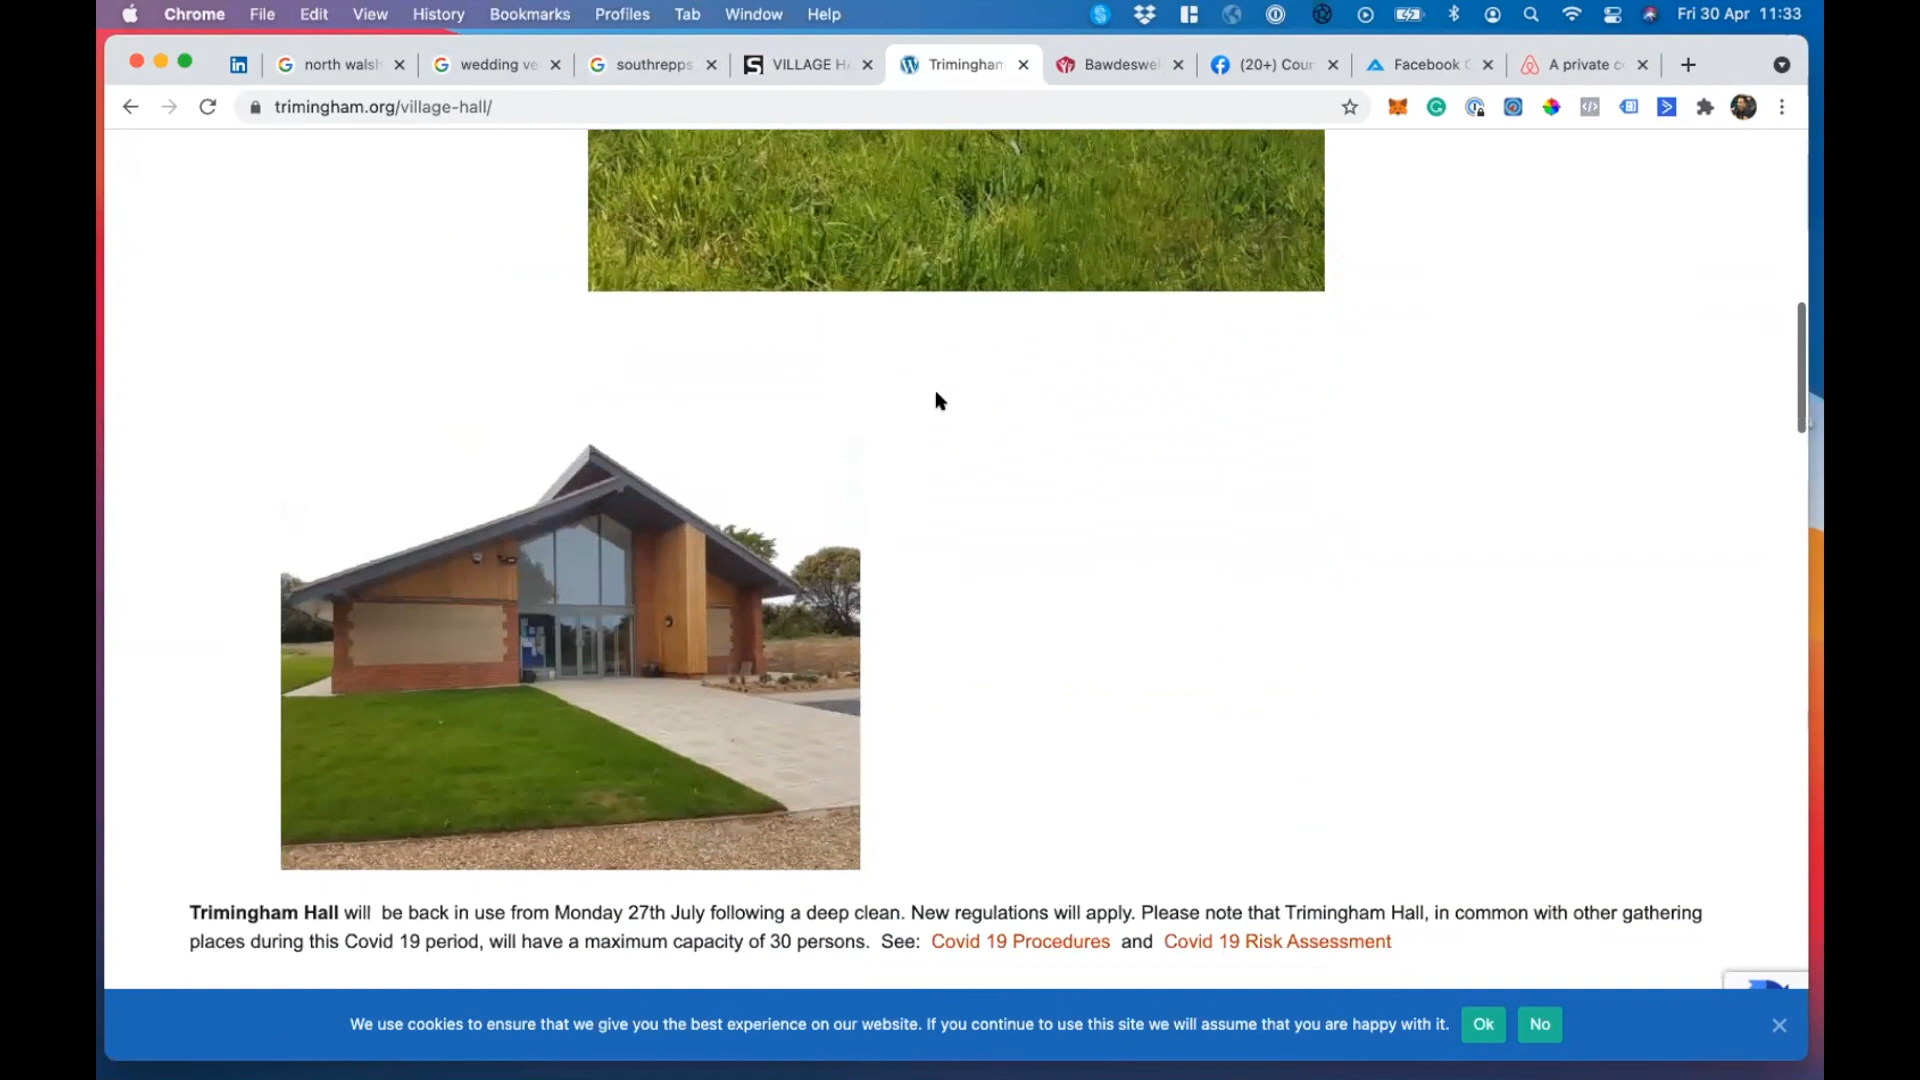 Chrome File Edit View History Bookmarks Profiles Tab Window Help Fri 30 Apr 11:33
north walsh wedding ve southrepps VILLAGE HA Trimingham Bawdeswel (20+) Cour Facebook A private c
trimingham.org/village-hall/
Trimingham Hall will be back in use from Monday 27th July following a deep clean. New regulations will apply. Please note that Trimingham Hall, in common with other gathering
places during this Covid 19 period, will have a maximum capacity of 30 persons. See: Covid 19 Procedures and Covid 19 Risk Assessment
We use cookies to ensure that we give you the best experience on our website. If you continue to use this site we will assume that you are happy with it. Ok No